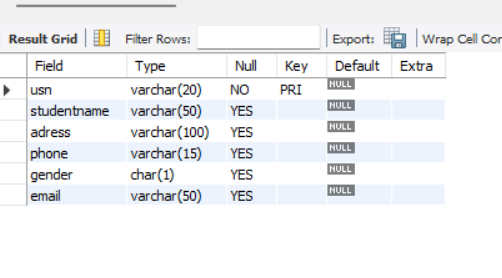 Result Grid Filter Rows: Export: Wrap Cell Con
Field Type Null Key Default Extra
usn varchar(20) NO PRI NULL
studentname varchar(50) YES NULL
adress varchar(100) YES NULL
phone varchar(15) YES NULL
gender char(1) YES NULL
email varchar(50) YES NULL